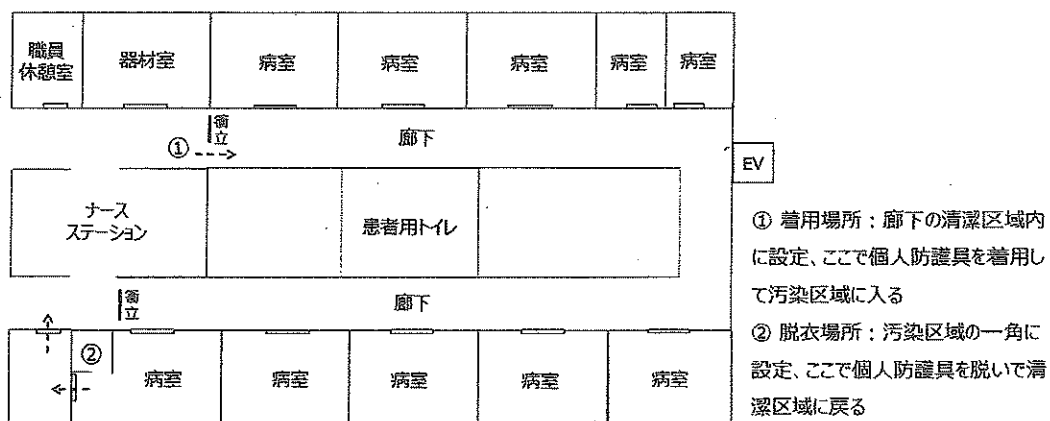 職員
休憩室
器材室
病室
病室
病室
病室
病室
衝立
①
廊下
EV
ナース
ステーション
患者用トイレ
衝立
廊下
②
病室
病室
病室
病室
病室
① 着用場所：廊下の清潔区域内
に設定、ここで個人防護具を着用し
て汚染区域に入る
② 脱衣場所：汚染区域の一角に
設定、ここで個人防護具を脱いで清
潔区域に戻る